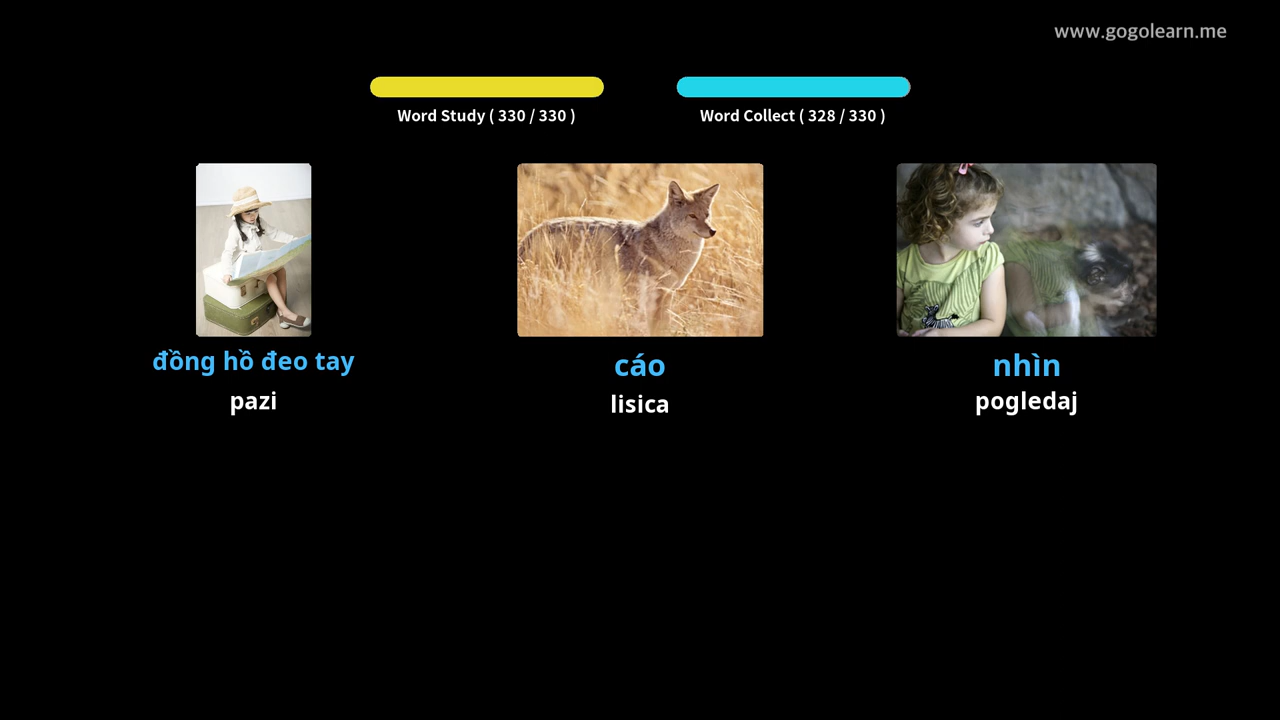 www.gogolearn.me
Word Study ( 330 / 330 )
Word Collect ( 328 / 330 )
đồng hồ đeo tay
pazi
cáo
lisica
nhìn
pogledaj